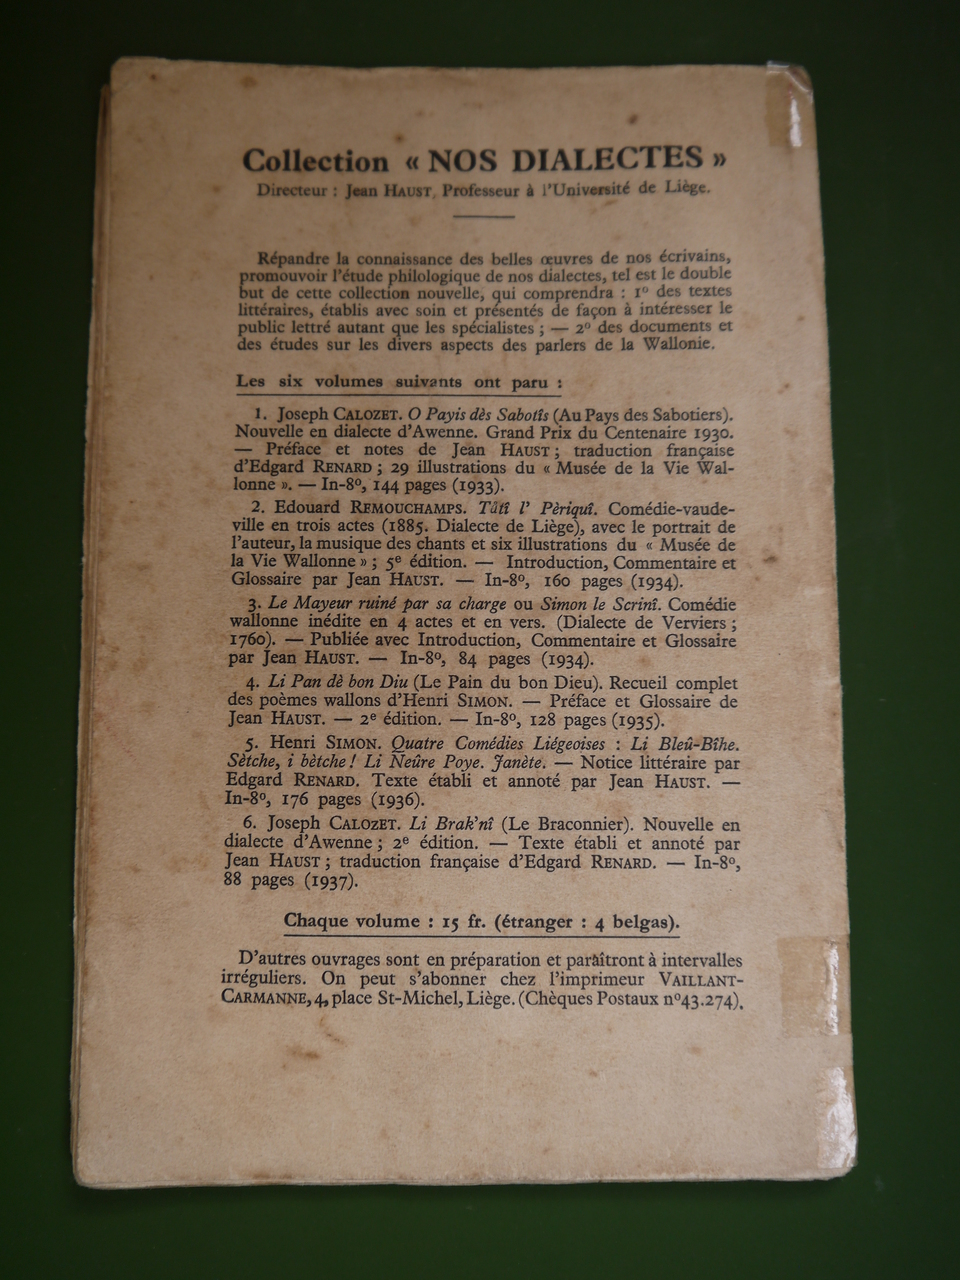 Collection « NOS DIALECTES »
Directeur : Jean HAUST, Professeur à l'Université de Liège.
Répandre la connaissance des belles œuvres de nos écrivains,
promouvoir l'étude philologique de nos dialectes, tel est le double
but de cette collection nouvelle, qui comprendra : 1º des textes
littéraires, établis avec soin et présentés de façon à intéresser le
public lettré autant que les spécialistes ; — 2º des documents et
des études sur les divers aspects des parlers de la Wallonie.
Les six volumes suivants ont paru :
1. Joseph CALOZET. O Payis dès Sabotîs (Au Pays des Sabotiers).
Nouvelle en dialecte d'Awenne. Grand Prix du Centenaire 1930.
— Préface et notes de Jean HAUST ; traduction française
d'Edgard RENARD ; 29 illustrations du « Musée de la Vie Wal-
lonne ». — In-8º, 144 pages (1933).
2. Edouard REMOUCHAMPS. Tâtî l' Pèriquî. Comédie-vaude-
ville en trois actes (1885. Dialecte de Liège), avec le portrait de
l'auteur, la musique des chants et six illustrations du « Musée de
la Vie Wallonne » ; 5e édition. — Introduction, Commentaire et
Glossaire par Jean HAUST. — In-8º, 160 pages (1934).
3. Le Mayeur ruiné par sa charge ou Simon le Scrinî. Comédie
wallonne inédite en 4 actes et en vers. (Dialecte de Verviers ;
1760). — Publiée avec Introduction, Commentaire et Glossaire
par Jean HAUST. — In-8º, 84 pages (1934).
4. Li Pan dè bon Diu (Le Pain du bon Dieu). Recueil complet
des poèmes wallons d'Henri SIMON. — Préface et Glossaire de
Jean HAUST. — 2e édition. — In-8º, 128 pages (1935).
5. Henri SIMON. Quatre Comédies Liégeoises : Li Bleû-Bîhe.
Sètche, i bètche ! Li Neûre Poye. Janète. — Notice littéraire par
Edgard RENARD. Texte établi et annoté par Jean HAUST. —
In-8º, 176 pages (1936).
6. Joseph CALOZET. Li Brak'nî (Le Braconnier). Nouvelle en
dialecte d'Awenne ; 2e édition. — Texte établi et annoté par
Jean HAUST ; traduction française d'Edgard RENARD. — In-8º,
88 pages (1937).
Chaque volume : 15 fr. (étranger : 4 belgas).
D'autres ouvrages sont en préparation et paraîtront à intervalles
irréguliers. On peut s'abonner chez l'imprimeur VAILLANT-
CARMANNE, 4, place St-Michel, Liège. (Chèques Postaux nº43.274).